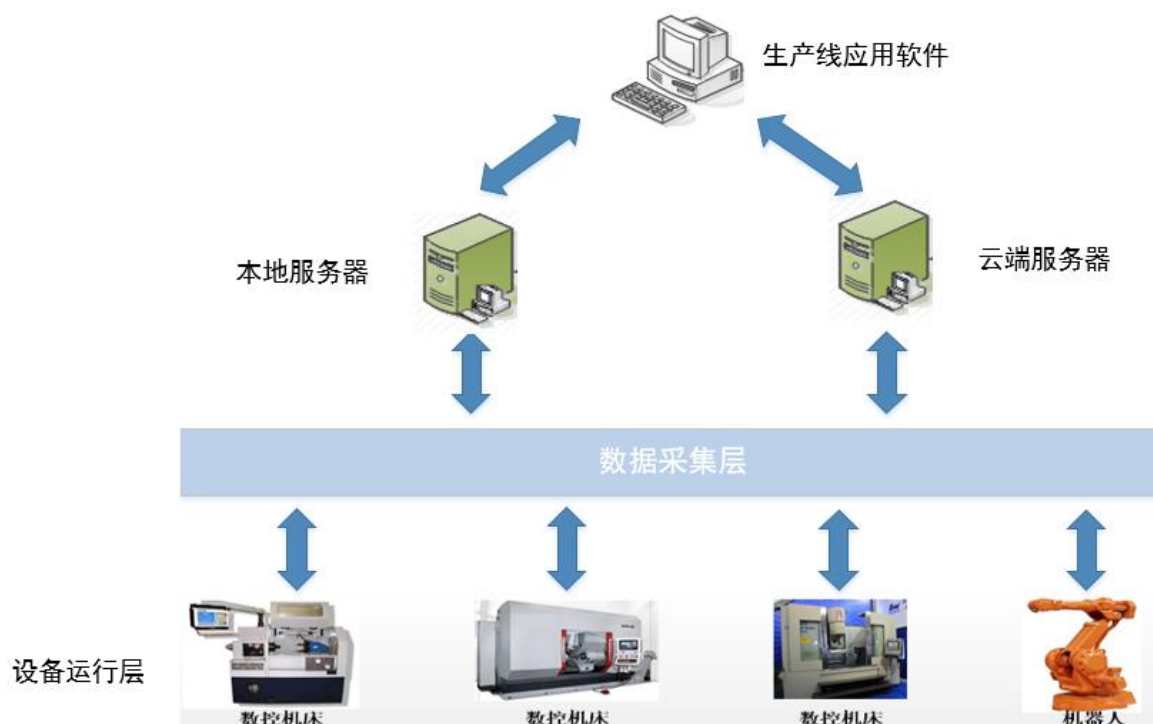 生产线应用软件
本地服务器
云端服务器
数据采集层
设备运行层
数控机床
数控机床
数控机床
机器人